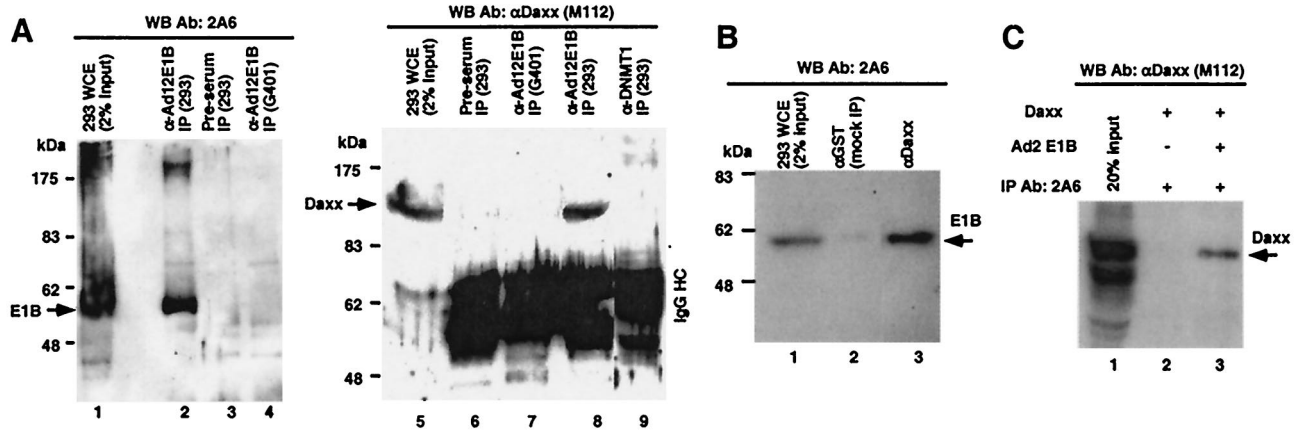 A
WB Ab: 2A6
293 WCE
(2% Input)
α-Ad12E1B
IP (293)
Pre-serum
IP (293)
α-Ad12E1B
IP (G401)
kDa
175
83
62
E1B
48
1 2 3 4
WB Ab: αDaxx (M112)
293 WCE
(2% Input)
Pre-serum
IP (293)
α-Ad12E1B
IP (G401)
α-Ad12E1B
IP (293)
α-DNMT1
IP (293)
kDa
175
Daxx
83
62
48
IgG HC
5 6 7 8 9
B
WB Ab: 2A6
293 WCE
(2% Input)
αGST
(mock IP)
αDaxx
kDa
83
62
48
E1B
1 2 3
C
WB Ab: αDaxx (M112)
20% Input
Daxx + +
Ad2 E1B - +
IP Ab: 2A6 + +
Daxx
1 2 3